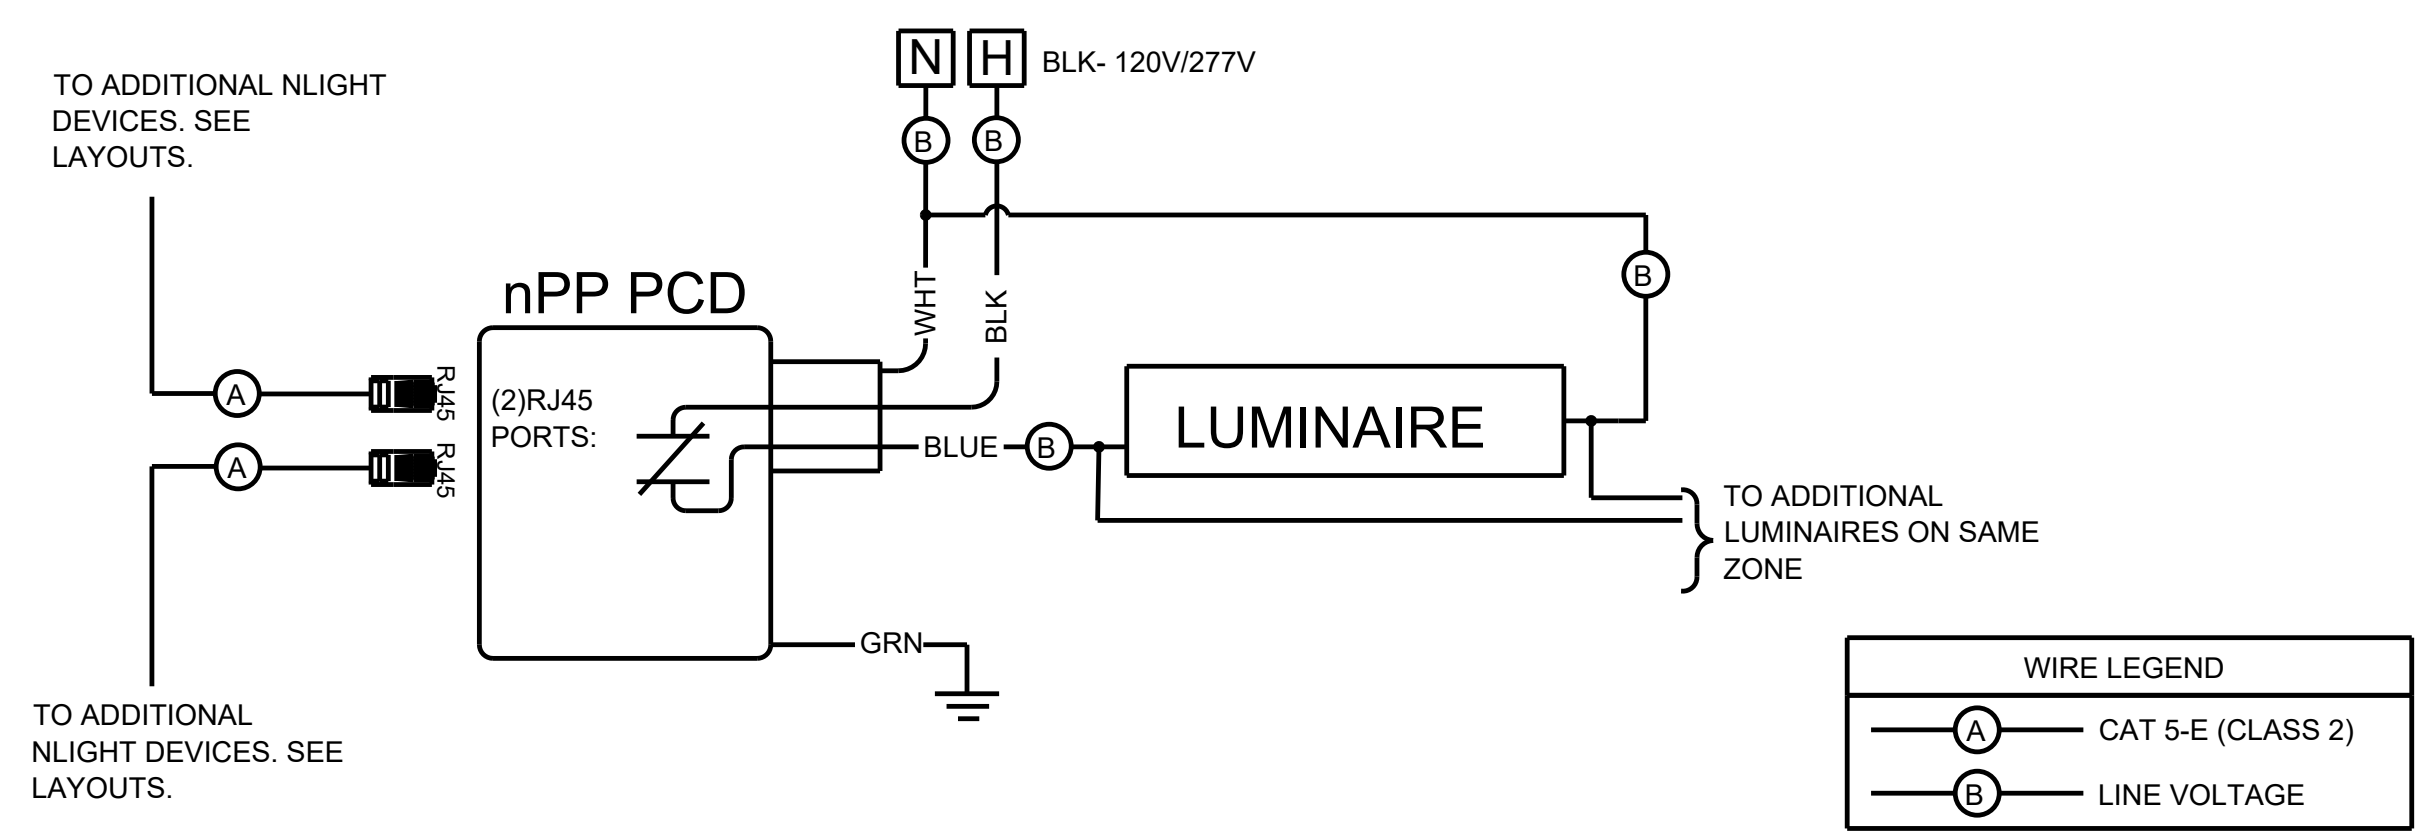 N H BLK- 120V/277V
TO ADDITIONAL NLIGHT
DEVICES. SEE
LAYOUTS.
B B
B
nPP PCD
WHT
BLK
RJ45
A
(2)RJ45
PORTS:
LUMINAIRE
BLUE B
RJ45
A
TO ADDITIONAL
LUMINAIRES ON SAME
ZONE
GRN
WIRE LEGEND
A CAT 5-E (CLASS 2)
B LINE VOLTAGE
TO ADDITIONAL
NLIGHT DEVICES. SEE
LAYOUTS.